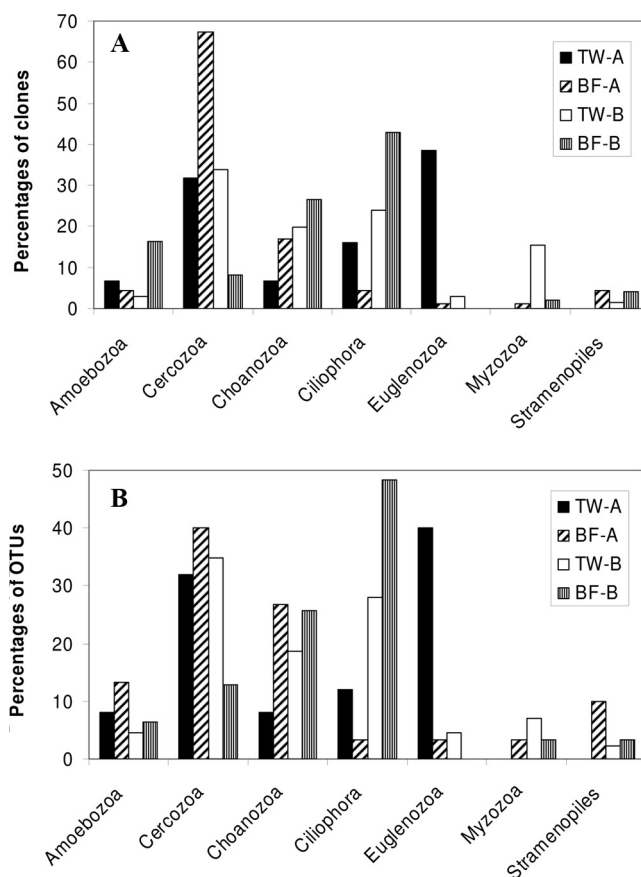 A
Percentages of clones
70
60
50
40
30
20
10
0
TW-A
BF-A
TW-B
BF-B
Amoebozoa
Cercozoa
Choanozoa
Ciliophora
Euglenozoa
Myzozoa
Stramenopiles
B
Percentages of OTUs
50
40
30
20
10
0
TW-A
BF-A
TW-B
BF-B
Amoebozoa
Cercozoa
Choanozoa
Ciliophora
Euglenozoa
Myzozoa
Stramenopiles